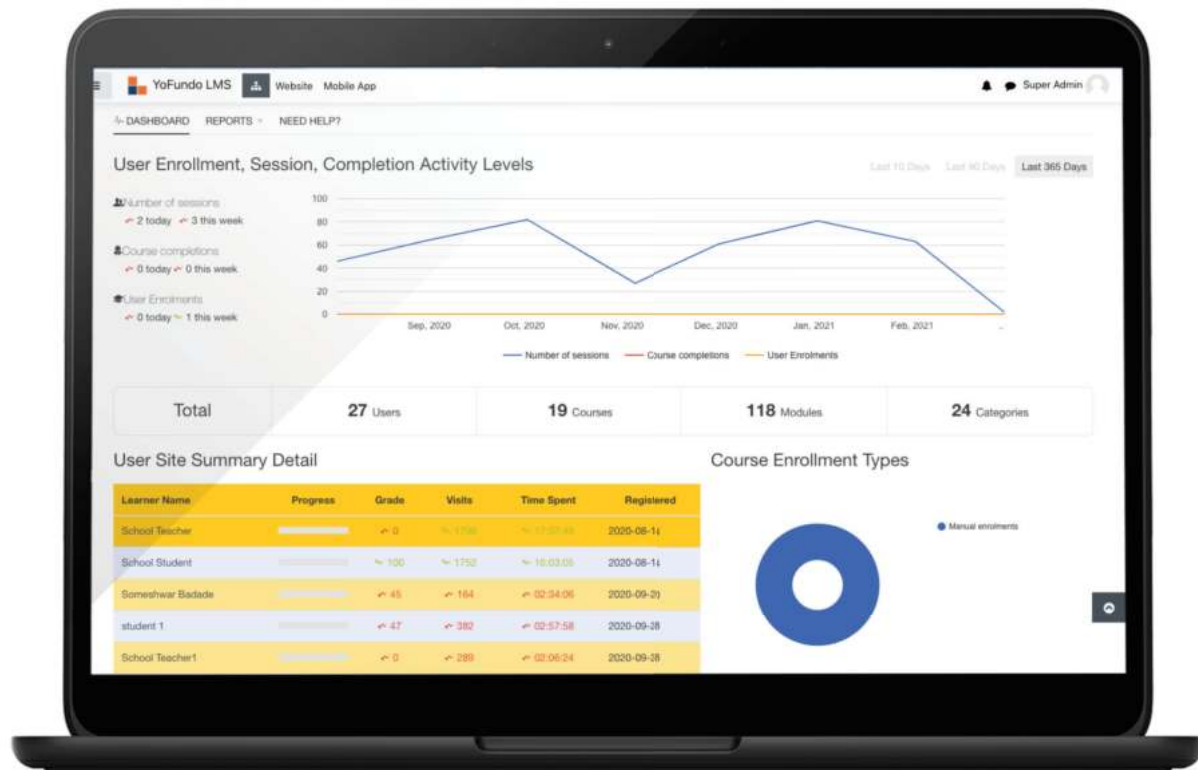 YoFundo LMS Website Mobile App Super Admin
DASHBOARD REPORTS NEED HELP?
User Enrollment, Session, Completion Activity Levels
Last 10 Days Last 90 Days Last 365 Days
Number of sessions
2 today 3 this week
Course completions
0 today 0 this week
User Enrolments
0 today 1 this week
100
80
60
40
20
0
Sep, 2020 Oct, 2020 Nov, 2020 Dec, 2020 Jan, 2021 Feb, 2021 ..
Number of sessions Course completions User Enrolments
Total 27 Users 19 Courses 118 Modules 24 Categories
User Site Summary Detail
Course Enrollment Types
Learner Name Progress Grade Visits Time Spent Registered
School Teacher 0
School Student 100 1752
Someshwar Badade 45 164 02:34:06
student 1 47 382 02:57:58 2020-09-28
School Teacher1 0 289 02:06:24 2020-09-28
Manual enrolments